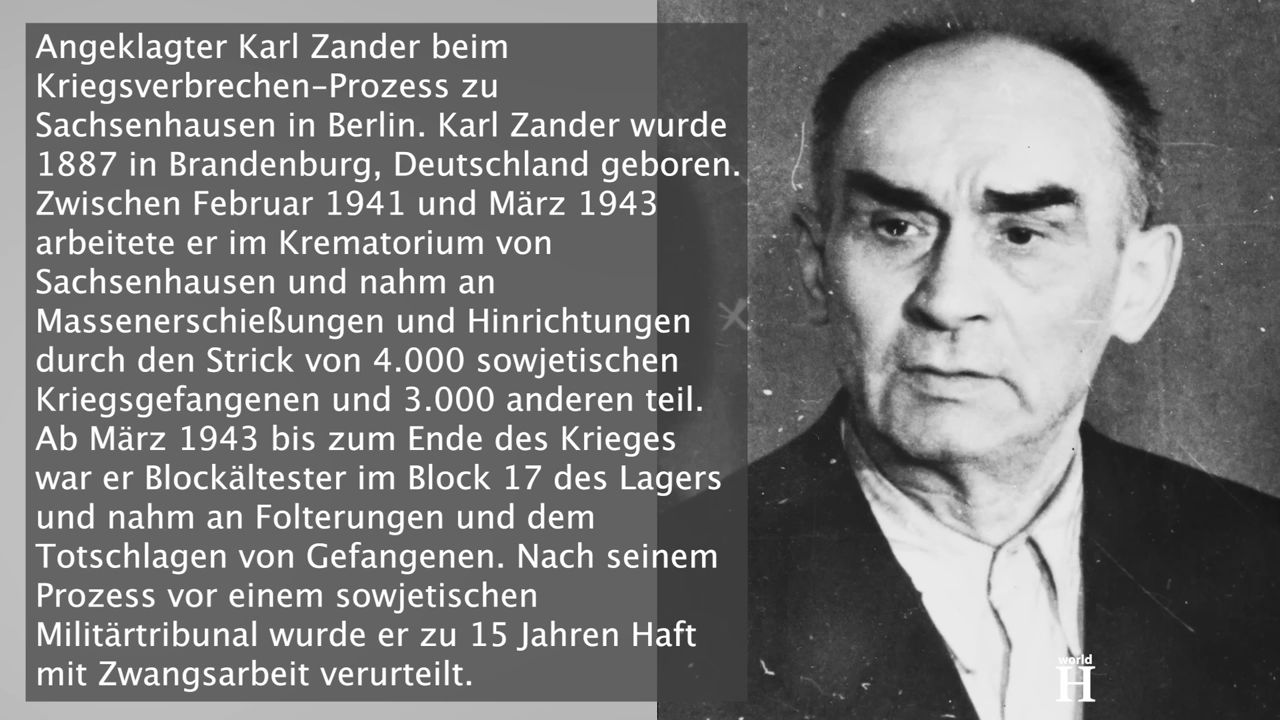 Angeklagter Karl Zander beim
Kriegsverbrechen-Prozess zu
Sachsenhausen in Berlin. Karl Zander wurde
1887 in Brandenburg, Deutschland geboren.
Zwischen Februar 1941 und März 1943
arbeitete er im Krematorium von
Sachsenhausen und nahm an
Massenerschießungen und Hinrichtungen
durch den Strick von 4.000 sowjetischen
Kriegsgefangenen und 3.000 anderen teil.
Ab März 1943 bis zum Ende des Krieges
war er Blockältester im Block 17 des Lagers
und nahm an Folterungen und dem
Totschlagen von Gefangenen. Nach seinem
Prozess vor einem sowjetischen
Militärtribunal wurde er zu 15 Jahren Haft
mit Zwangsarbeit verurteilt.
world
H